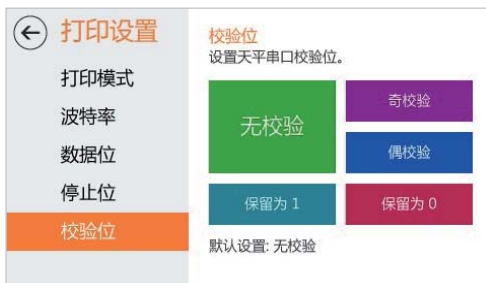 打印设置
打印模式
波特率
数据位
停止位
校验位
校验位
设置天平串口校验位。
无校验
奇校验
偶校验
保留为 1
保留为 0
默认设置: 无校验